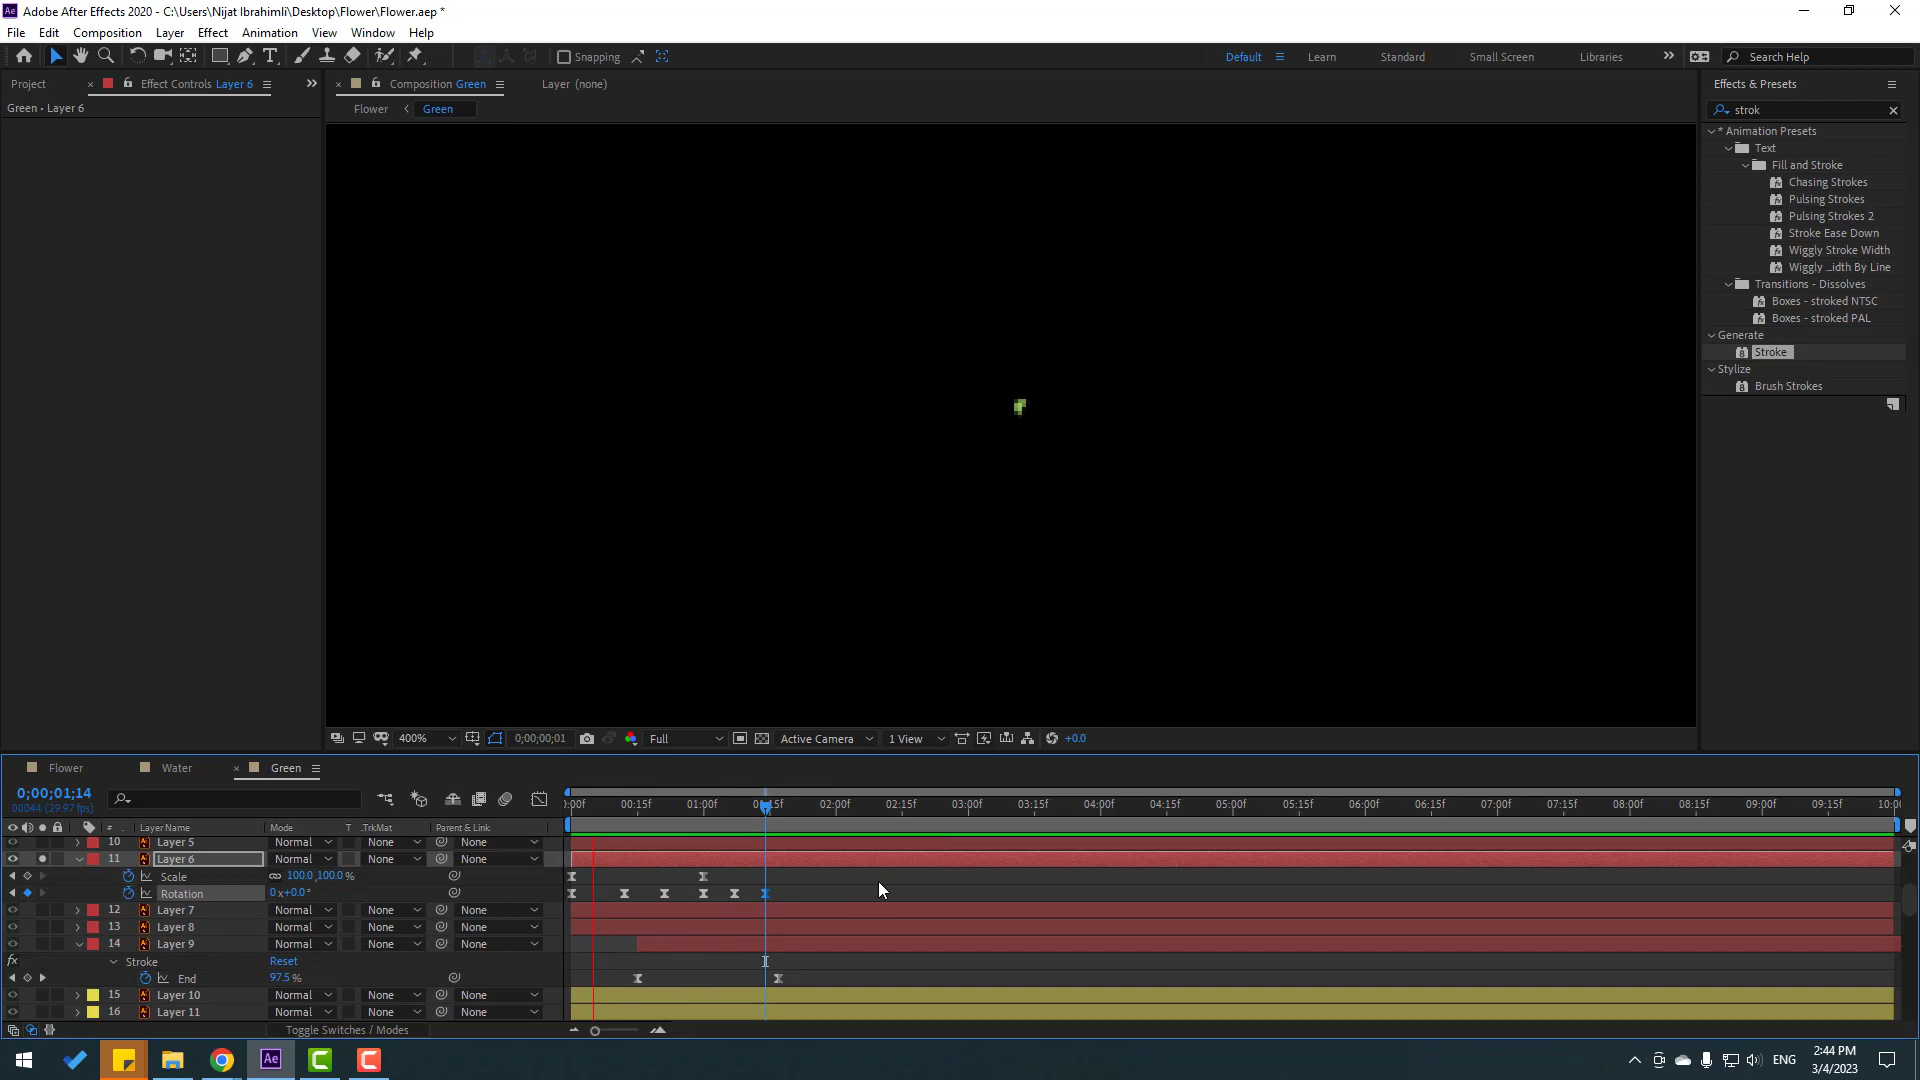 Adobe After Effects 2020 - C:\Users\Nijat Ibrahimli\Desktop\Flower\Flower.aep *
File Edit Composition Layer Effect Animation View Window Help
Snapping Default Learn Standard Small Screen Libraries Search Help
Project Effect Controls Layer 6 Composition Green Layer (none) Effects & Presets
Green • Layer 6 Flower Green strok
* Animation Presets
Text
Fill and Stroke
Chasing Strokes
Pulsing Strokes
Pulsing Strokes 2
Stroke Ease Down
Wiggly Stroke Width
Wiggly ...idth By Line
Transitions - Dissolves
Boxes - stroked NTSC
Boxes - stroked PAL
Generate
Stroke
Stylize
Brush Strokes
400% 0;00;00;01 Full Active Camera 1 View +0.0
Flower Water Green
0;00;01;14
00044 (29.97 fps)
:00f 00:15f 01:00f 01:15f 02:00f 02:15f 03:00f 03:15f 04:00f 04:15f 05:00f 05:15f 06:00f 06:15f 07:00f 07:15f 08:00f 08:15f 09:00f 09:15f 10:00
# Layer Name Mode T .TrkMat Parent & Link
10 Layer 5 Normal None None
11 Layer 6 Normal None None
Scale 100.0,100.0%
Rotation 0x+0.0°
12 Layer 7 Normal None None
13 Layer 8 Normal None None
14 Layer 9 Normal None None
fx Stroke Reset
End 97.5%
15 Layer 10 Normal None None
16 Layer 11 Normal None None
Toggle Switches / Modes
ENG 2:44 PM
3/4/2023